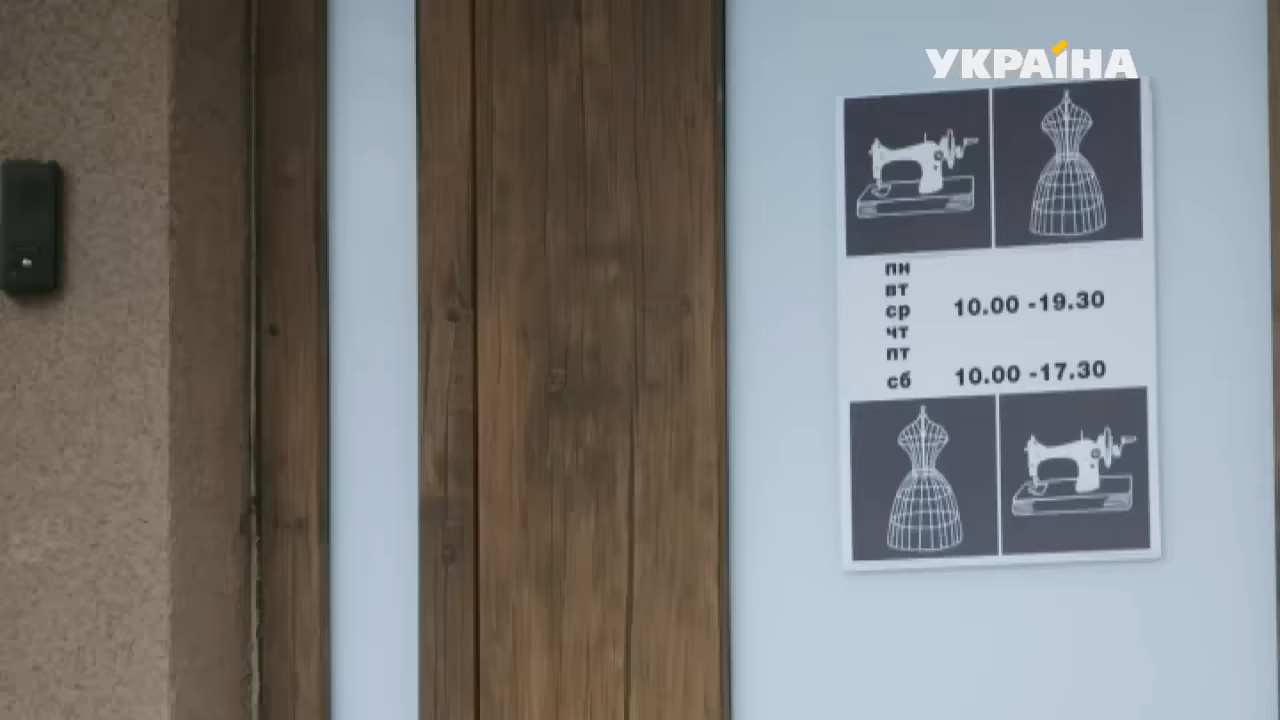 УКРАЇНА
пн
вт
ср 10.00 -19.30
чт
пт
сб 10.00 -17.30